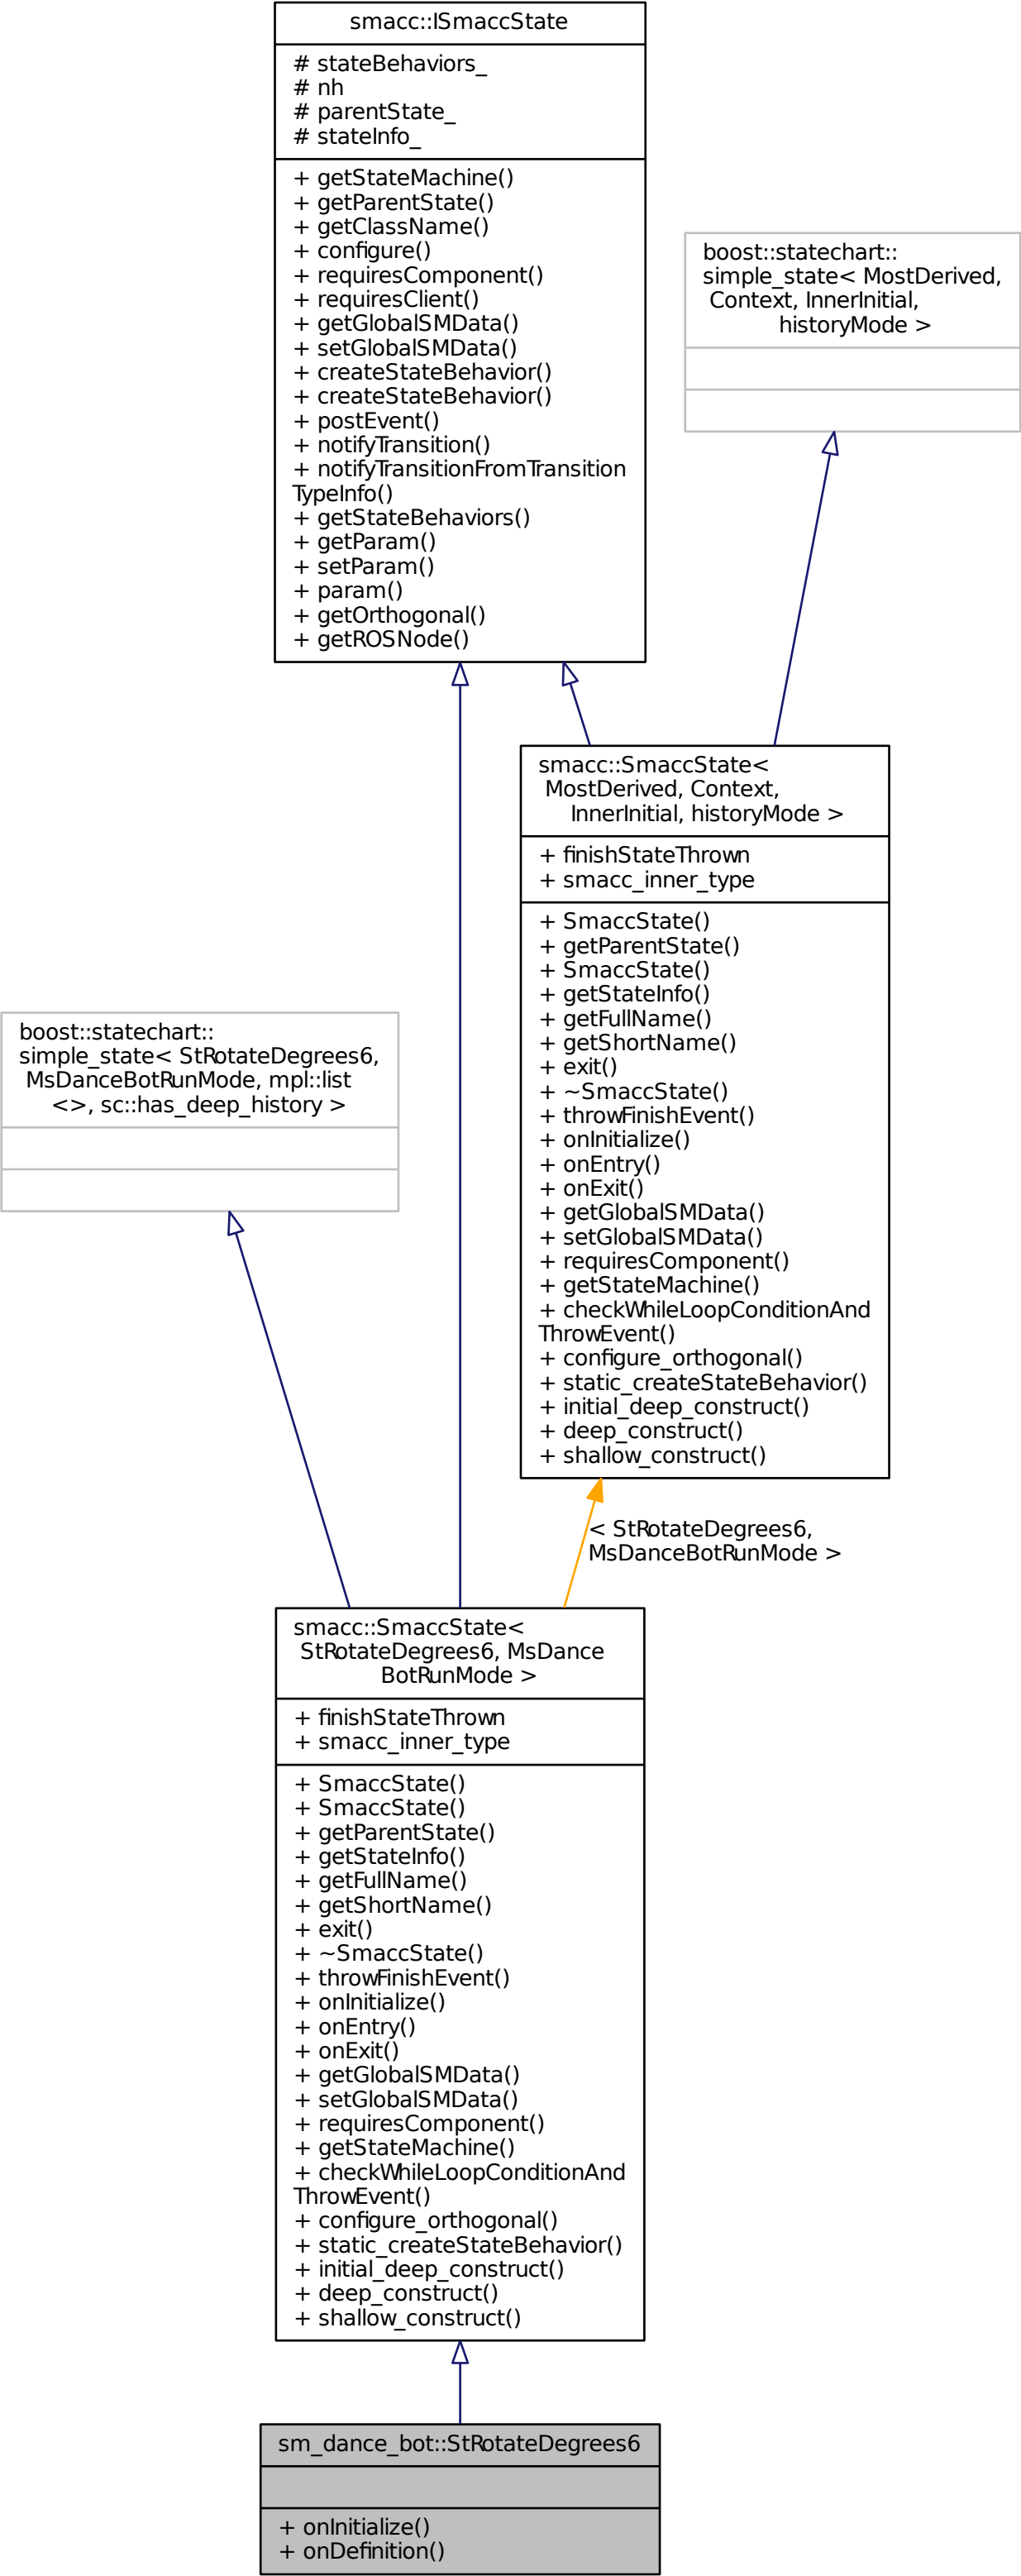 smacc::ISmaccState
# stateBehaviors_
# nh
# parentState_
# stateInfo_
+ getStateMachine()
+ getParentState()
+ getClassName()
+ configure()
+ requiresComponent()
+ requiresClient()
+ getGlobalSMData()
+ setGlobalSMData()
+ createStateBehavior()
+ createStateBehavior()
+ postEvent()
+ notifyTransition()
+ notifyTransitionFromTransition
TypeInfo()
+ getStateBehaviors()
+ getParam()
+ setParam()
+ param()
+ getOrthogonal()
+ getROSNode()
boost::statechart::
simple_state< MostDerived,
Context, InnerInitial,
historyMode >
smacc::SmaccState<
MostDerived, Context,
InnerInitial, historyMode >
+ finishStateThrown
+ smacc_inner_type
+ SmaccState()
+ getParentState()
+ SmaccState()
+ getStateInfo()
+ getFullName()
+ getShortName()
+ exit()
+ ~SmaccState()
+ throwFinishEvent()
+ onInitialize()
+ onEntry()
+ onExit()
+ getGlobalSMData()
+ setGlobalSMData()
+ requiresComponent()
+ getStateMachine()
+ checkWhileLoopConditionAnd
ThrowEvent()
+ configure_orthogonal()
+ static_createStateBehavior()
+ initial_deep_construct()
+ deep_construct()
+ shallow_construct()
boost::statechart::
simple_state< StRotateDegrees6,
MsDanceBotRunMode, mpl::list
<>, sc::has_deep_history >
< StRotateDegrees6,
MsDanceBotRunMode >
smacc::SmaccState<
StRotateDegrees6, MsDance
BotRunMode >
+ finishStateThrown
+ smacc_inner_type
+ SmaccState()
+ SmaccState()
+ getParentState()
+ getStateInfo()
+ getFullName()
+ getShortName()
+ exit()
+ ~SmaccState()
+ throwFinishEvent()
+ onInitialize()
+ onEntry()
+ onExit()
+ getGlobalSMData()
+ setGlobalSMData()
+ requiresComponent()
+ getStateMachine()
+ checkWhileLoopConditionAnd
ThrowEvent()
+ configure_orthogonal()
+ static_createStateBehavior()
+ initial_deep_construct()
+ deep_construct()
+ shallow_construct()
sm_dance_bot::StRotateDegrees6
+ onInitialize()
+ onDefinition()